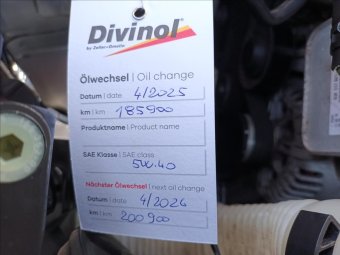 Divinol®
by Zeller+Gmelin
Ölwechsel | Oil change
Datum | date 4/2025
km | km 185900
Produktname | Product name
SAE Klasse | SAE class
5W.40
Nächster Ölwechsel | next oil change
Datum | date 4/2026
km | km 200900